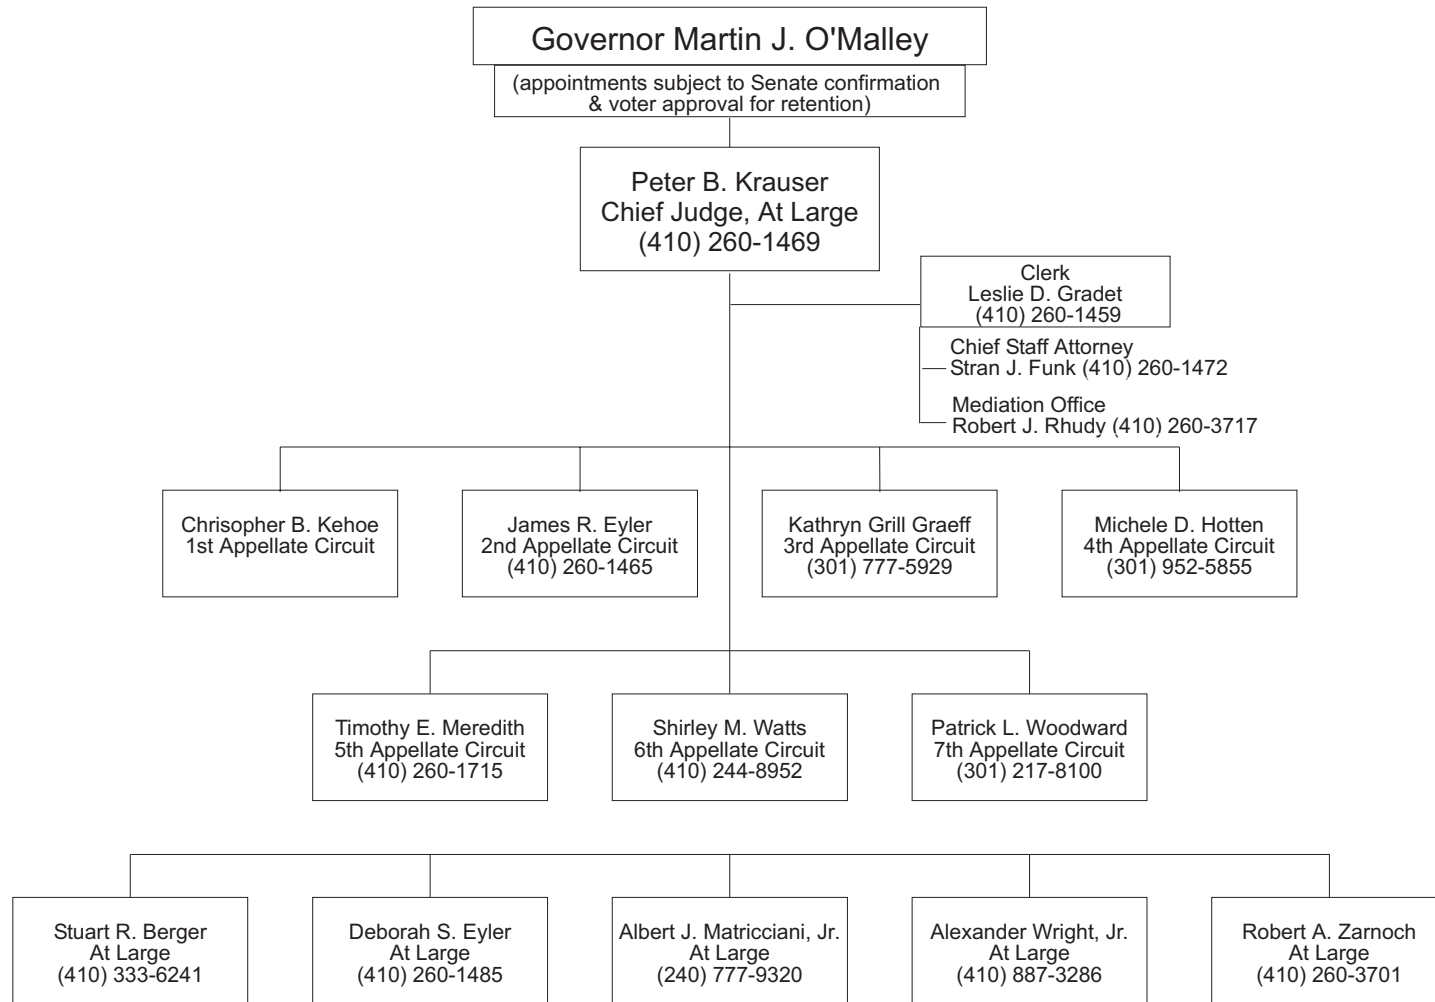 Governor Martin J. O'Malley
(appointments subject to Senate confirmation
& voter approval for retention)
Peter B. Krauser
Chief Judge, At Large
(410) 260-1469
Clerk
Leslie D. Gradet
(410) 260-1459
Chief Staff Attorney
Stran J. Funk (410) 260-1472
Mediation Office
Robert J. Rhudy (410) 260-3717
Chrisopher B. Kehoe
1st Appellate Circuit
James R. Eyler
2nd Appellate Circuit
(410) 260-1465
Kathryn Grill Graeff
3rd Appellate Circuit
(301) 777-5929
Michele D. Hotten
4th Appellate Circuit
(301) 952-5855
Timothy E. Meredith
5th Appellate Circuit
(410) 260-1715
Shirley M. Watts
6th Appellate Circuit
(410) 244-8952
Patrick L. Woodward
7th Appellate Circuit
(301) 217-8100
Stuart R. Berger
At Large
(410) 333-6241
Deborah S. Eyler
At Large
(410) 260-1485
Albert J. Matricciani, Jr.
At Large
(240) 777-9320
Alexander Wright, Jr.
At Large
(410) 887-3286
Robert A. Zarnoch
At Large
(410) 260-3701